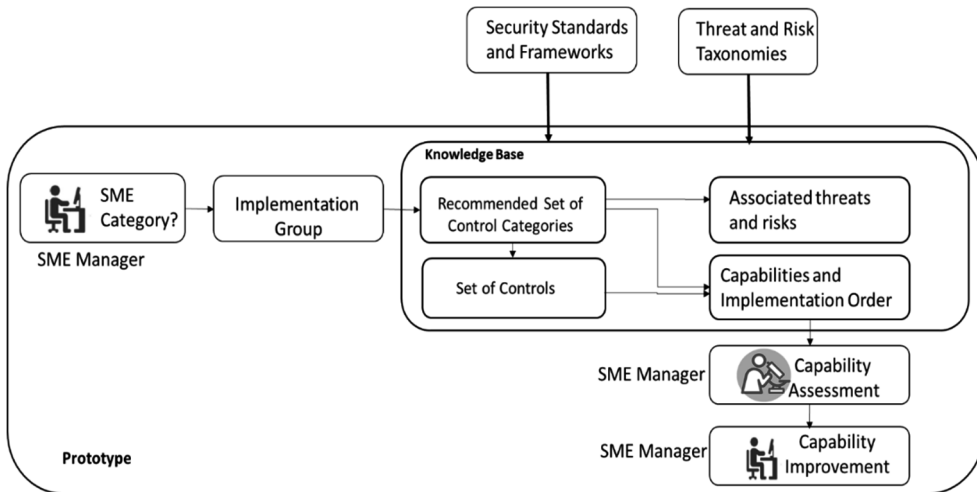 Security Standards
and Frameworks
Threat and Risk
Taxonomies
Knowledge Base
SME
Category?
SME Manager
Implementation
Group
Recommended Set of
Control Categories
Associated threats
and risks
Set of Controls
Capabilities and
Implementation Order
SME Manager
Capability
Assessment
SME Manager
Capability
Improvement
Prototype